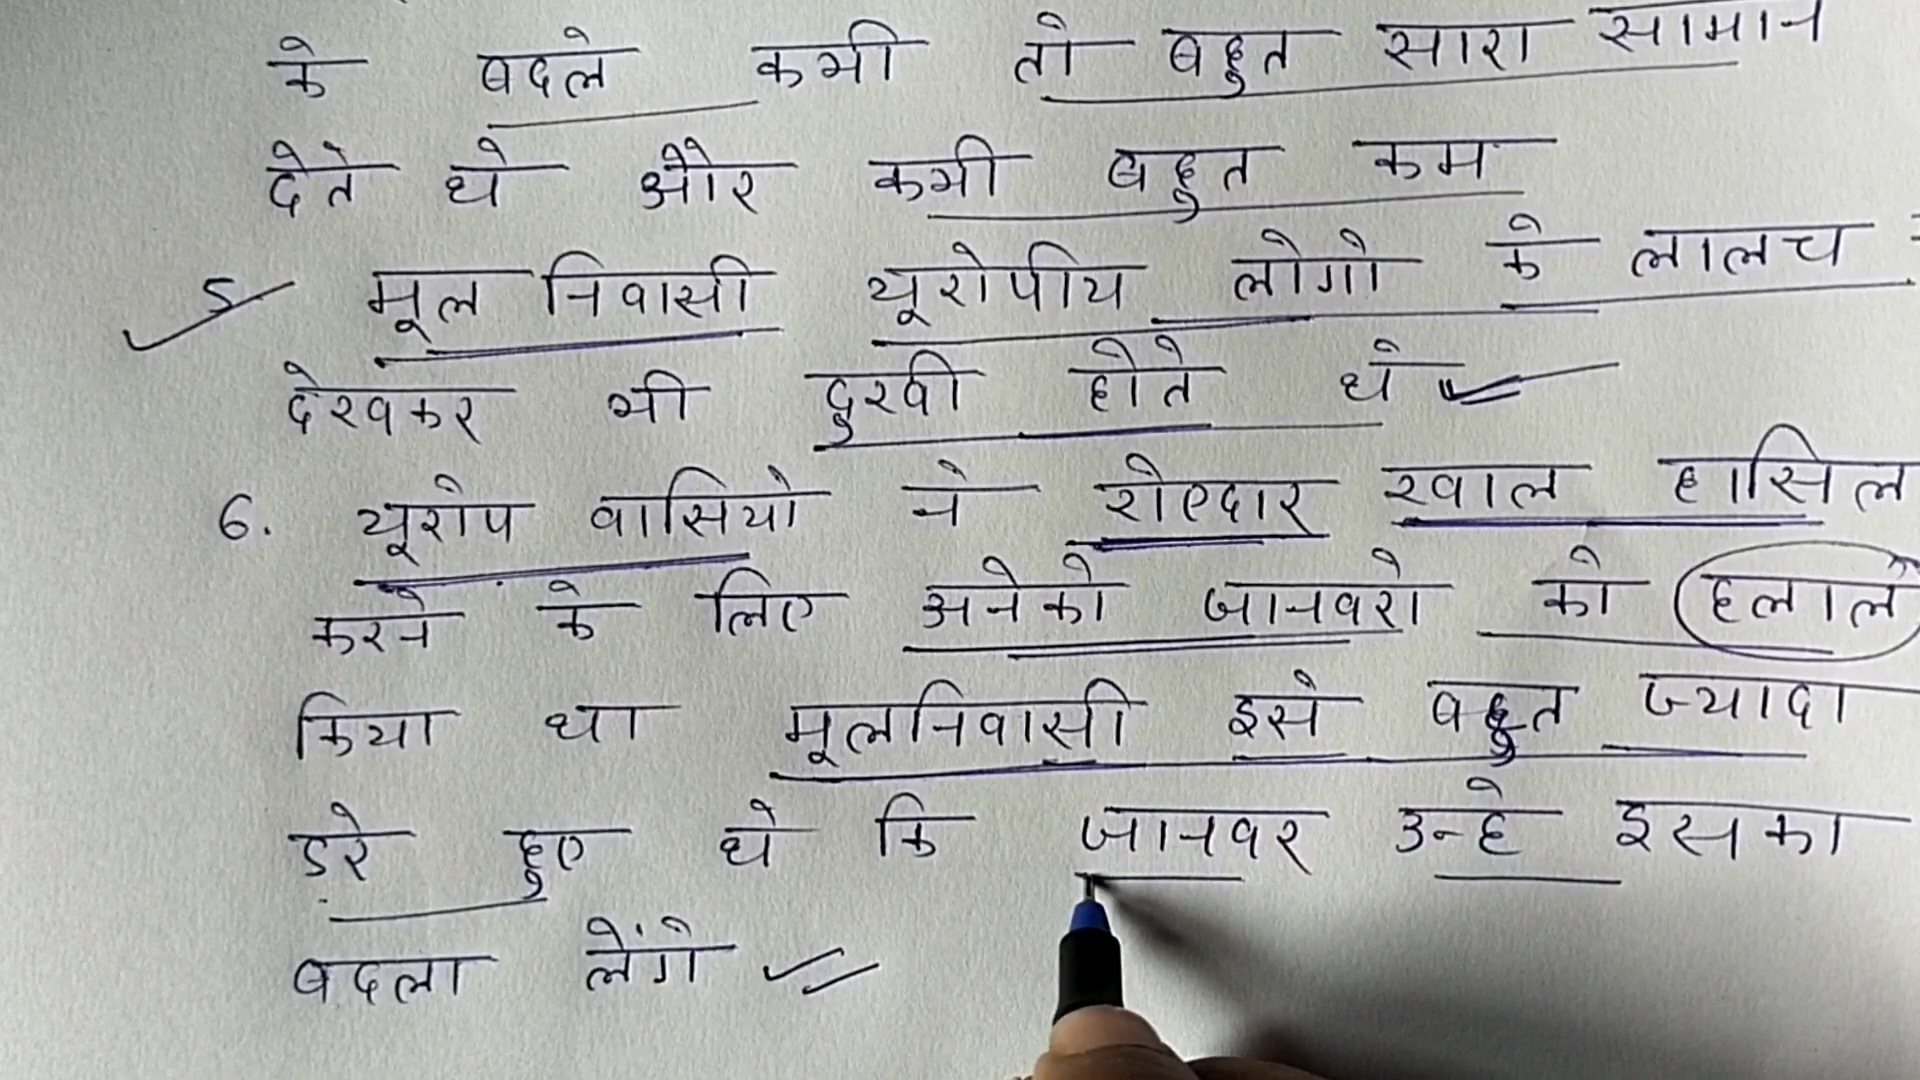 के बदले कभी तो बहुत सारा सामान
देते थे और कभी बहुत कम
5 मूल निवासी यूरोपीय लोगो के लालच
देखकर भी दुखी होते थे
6. यूरोप वासियो ने रोएदार खाल हासिल
करने के लिए अनेको जानवरो को हलाल
किया था मूलनिवासी इसे बहुत ज्यादा
डरे हुए थे कि जानवर उन्हे इसका
बदला लेंगे